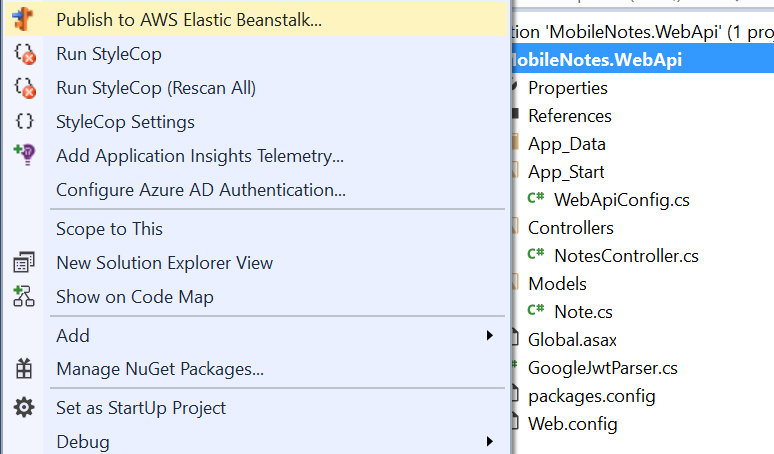 Publish to AWS Elastic Beanstalk...
Run StyleCop
Run StyleCop (Rescan All)
StyleCop Settings
Add Application Insights Telemetry...
Configure Azure AD Authentication...
Scope to This
New Solution Explorer View
Show on Code Map
Add
Manage NuGet Packages...
Set as StartUp Project
Debug
tion 'MobileNotes.WebApi' (1 proj
MobileNotes.WebApi
Properties
References
App_Data
App_Start
C# WebApiConfig.cs
Controllers
C# NotesController.cs
Models
C# Note.cs
Global.asax
GoogleJwtParser.cs
packages.config
Web.config